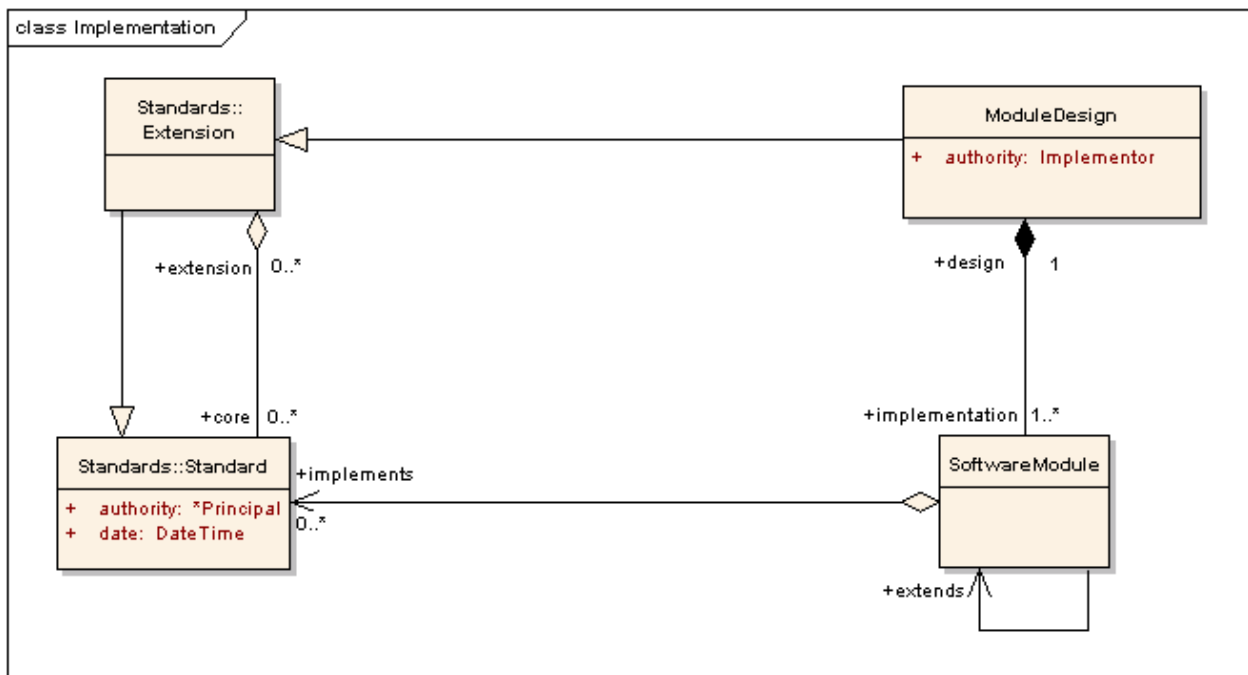 class Implementation
Standards::
Extension
ModuleDesign
+ authority: Implementor
+extension 0..*
+design 1
+core 0..*
+implementation 1..*
Standards::Standard
+ authority: *Principal
+ date: DateTime
+implements
0..*
SoftwareModule
+extends